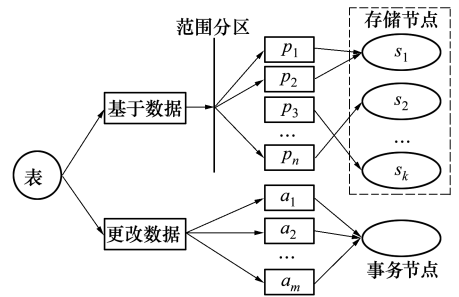 范围分区
存储节点
p1
s1
p2
基于数据
p3
s2
...
...
pn
sk
表
a1
更改数据
a2
...
事务节点
am